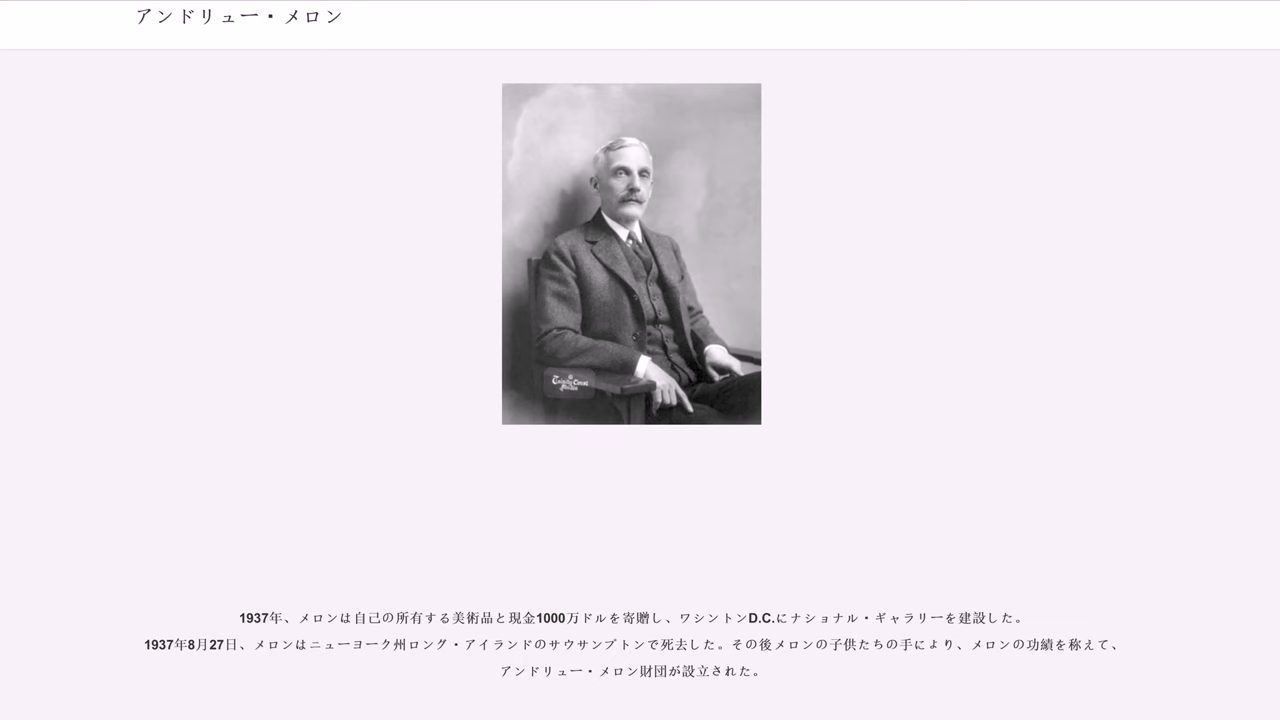 アンドリュー・メロン
Trinity Court
Studio
1937年、メロンは自己の所有する美術品と現金1000万ドルを寄贈し、ワシントンD.C.にナショナル・ギャラリーを建設した。
1937年8月27日、メロンはニューヨーク州ロング・アイランドのサウサンプトンで死去した。その後メロンの子供たちの手により、メロンの功績を称えて、
アンドリュー・メロン財団が設立された。